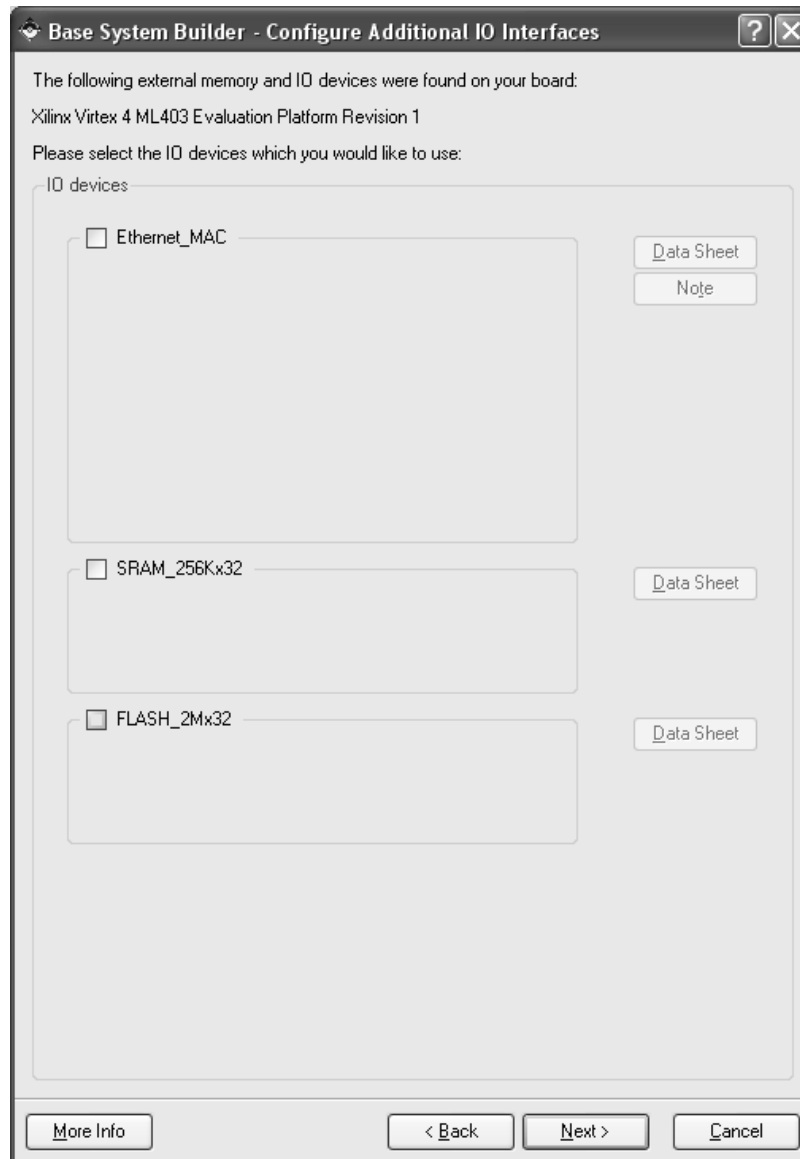 Base System Builder - Configure Additional IO Interfaces
The following external memory and IO devices were found on your board:
Xilinx Virtex 4 ML403 Evaluation Platform Revision 1
Please select the IO devices which you would like to use:
IO devices
Ethernet_MAC
Data Sheet
Note
SRAM_256Kx32
Data Sheet
FLASH_2Mx32
Data Sheet
More Info < Back Next > Cancel